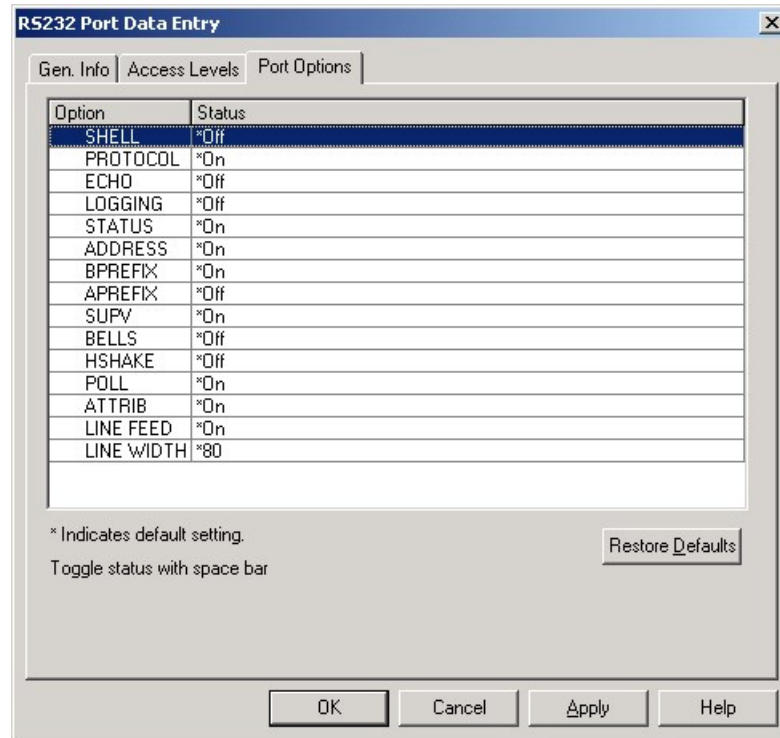 RS232 Port Data Entry
Gen. Info Access Levels Port Options
Option Status
SHELL *Off
PROTOCOL *On
ECHO *Off
LOGGING *Off
STATUS *On
ADDRESS *On
BPREFIX *On
APREFIX *Off
SUPV *On
BELLS *Off
HSHAKE *Off
POLL *On
ATTRIB *On
LINE FEED *On
LINE WIDTH *80
* Indicates default setting.
Restore Defaults
Toggle status with space bar
OK Cancel Apply Help